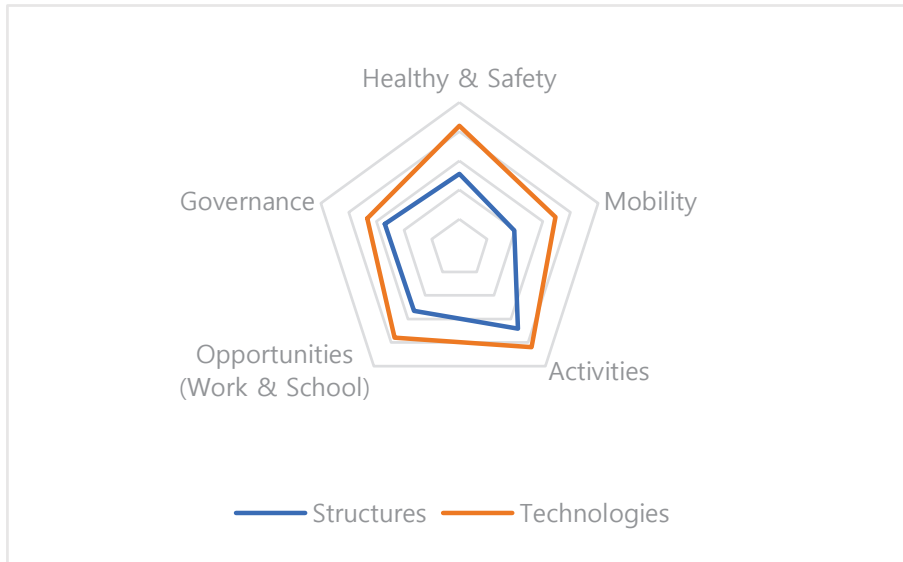 Healthy & Safety
Governance
Mobility
Opportunities
(Work & School)
Activities
Structures
Technologies